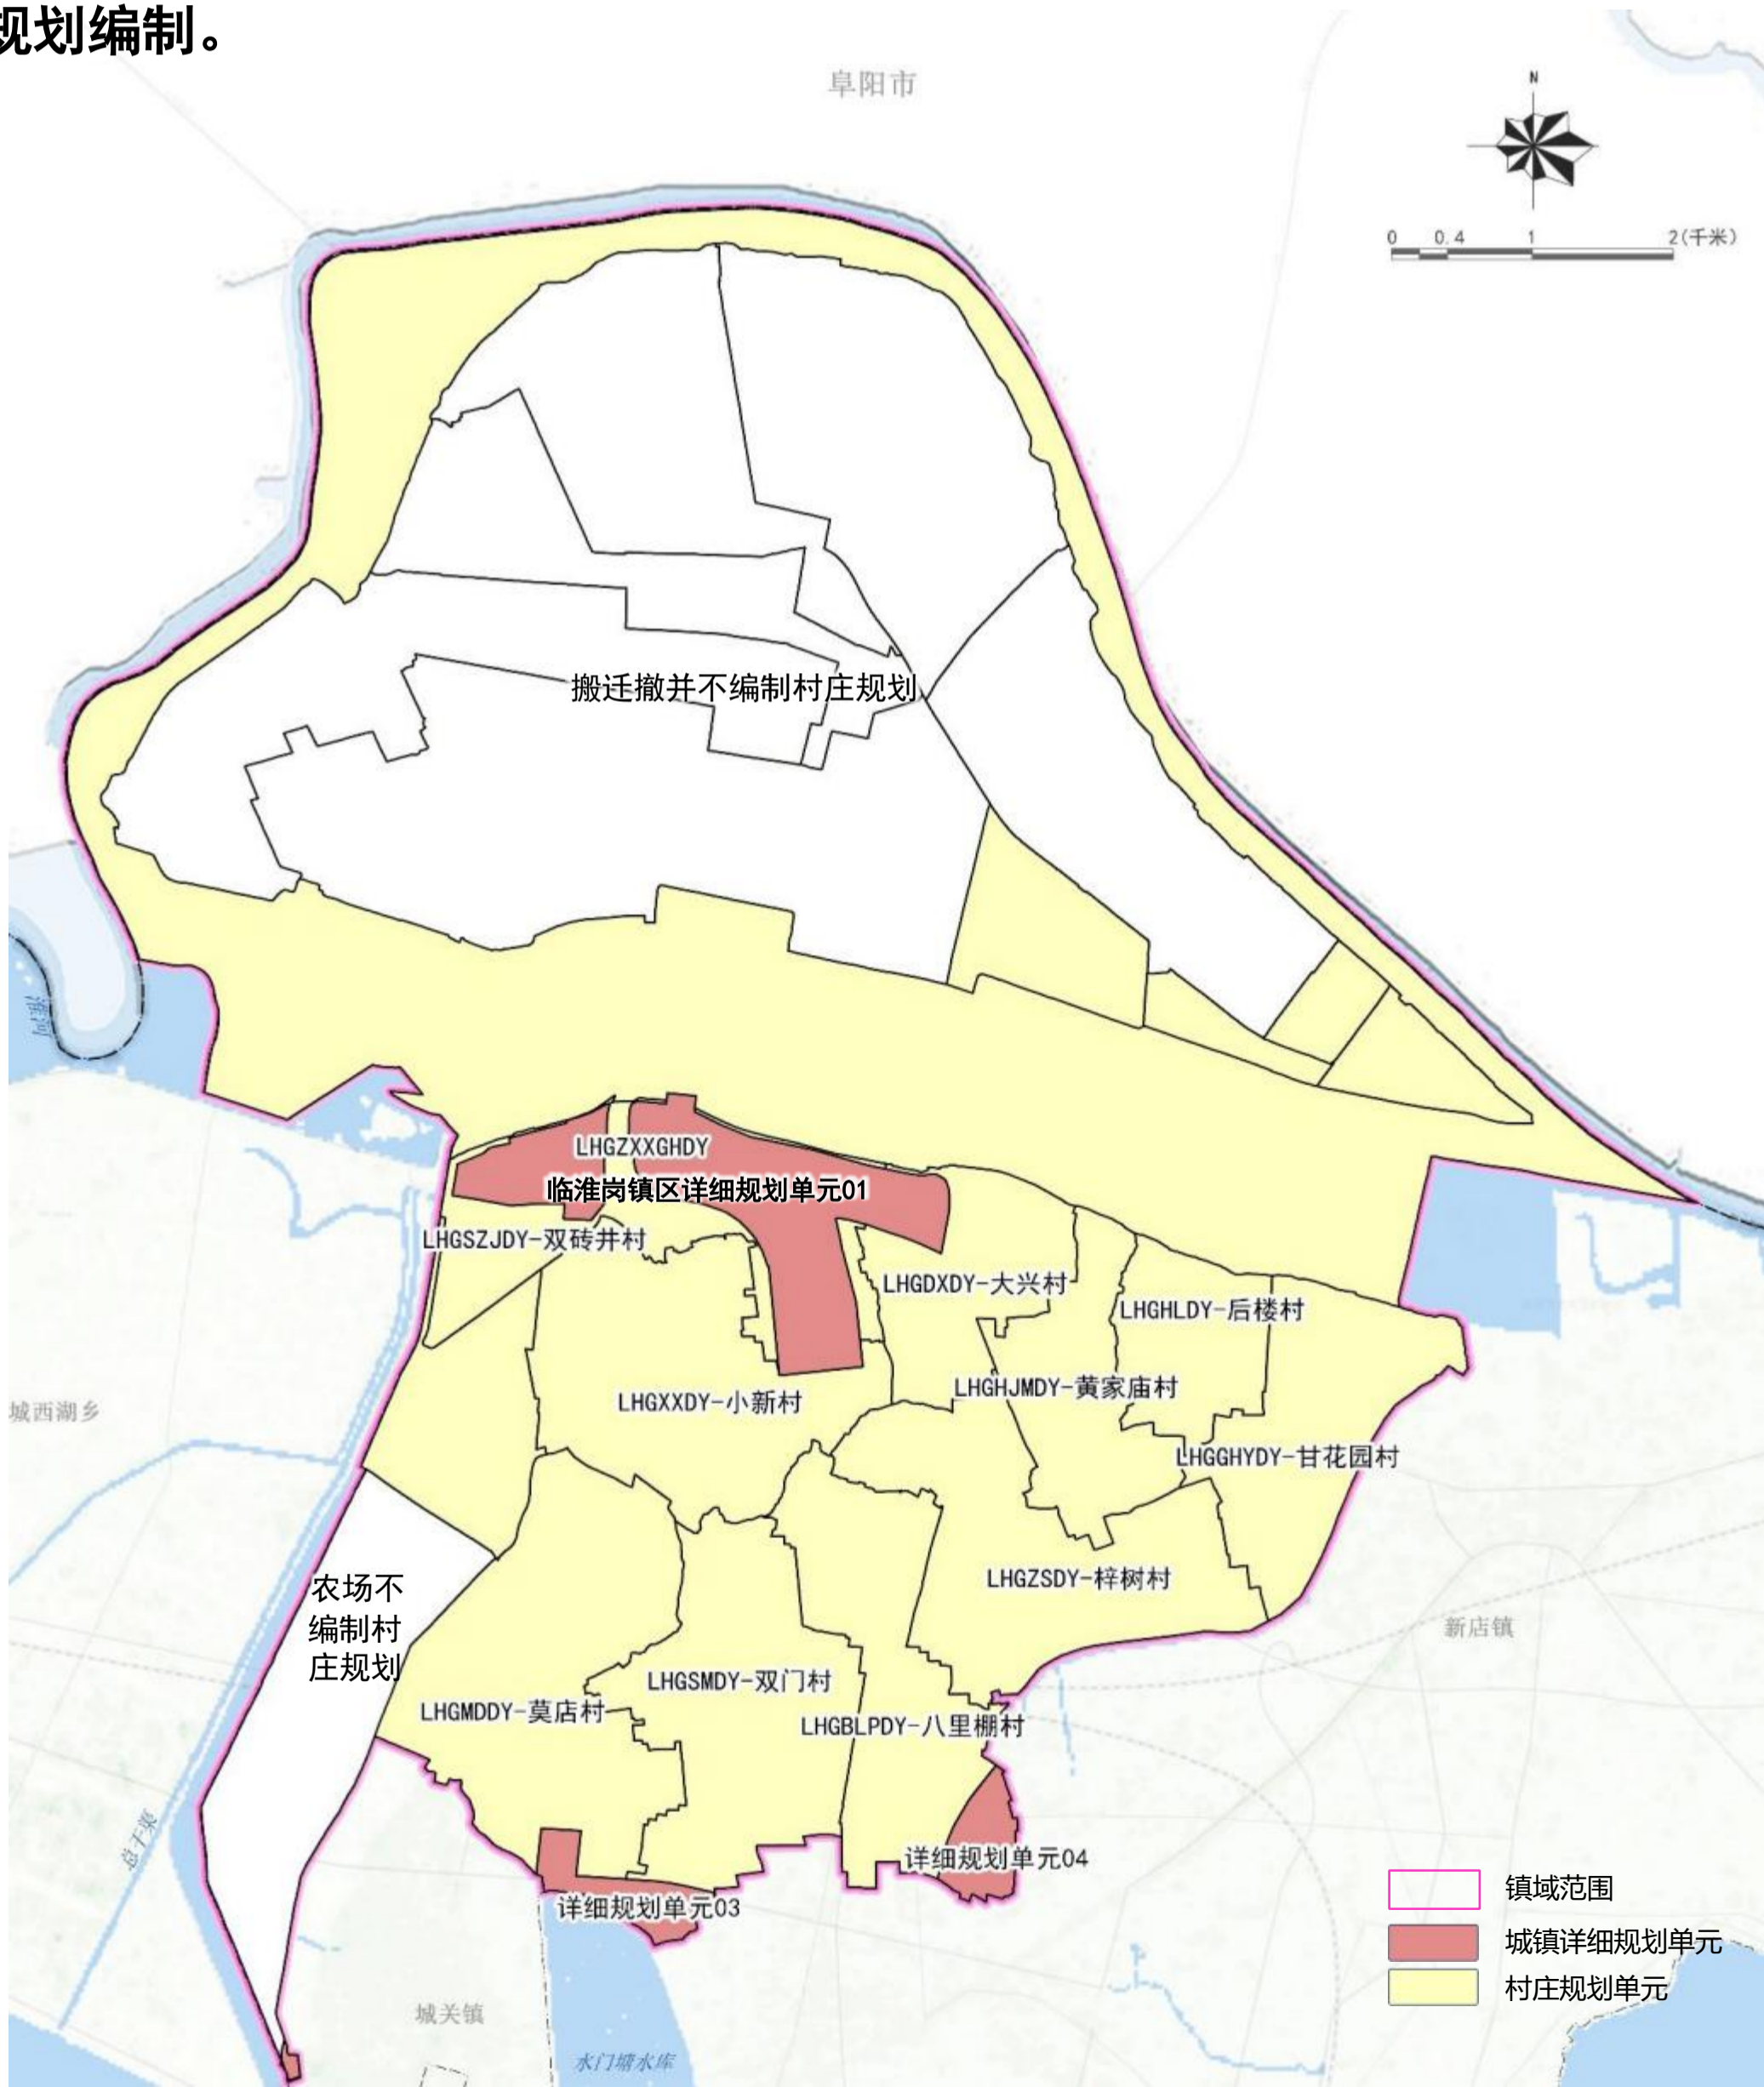 规划编制。
阜阳市
N
0 0.4 1 2(千米)
搬迁撤并不编制村庄规划
淮河
LHGZXXGHDY
临淮岗镇区详细规划单元01
LHGSZJDY-双砖井村
LHGDXDY-大兴村
LHGHLDY-后楼村
LHGHJMDY-黄家庙村
LHGXXDY-小新村
城西湖乡
LHGGHYDY-甘花园村
LHGZSDY-梓树村
农场不
编制村
庄规划
新店镇
LHGSMDY-双门村
LHGMDDY-莫店村
LHGBLPDY-八里棚村
总干渠
详细规划单元04
详细规划单元03
镇域范围
城镇详细规划单元
村庄规划单元
城关镇
水门塘水库